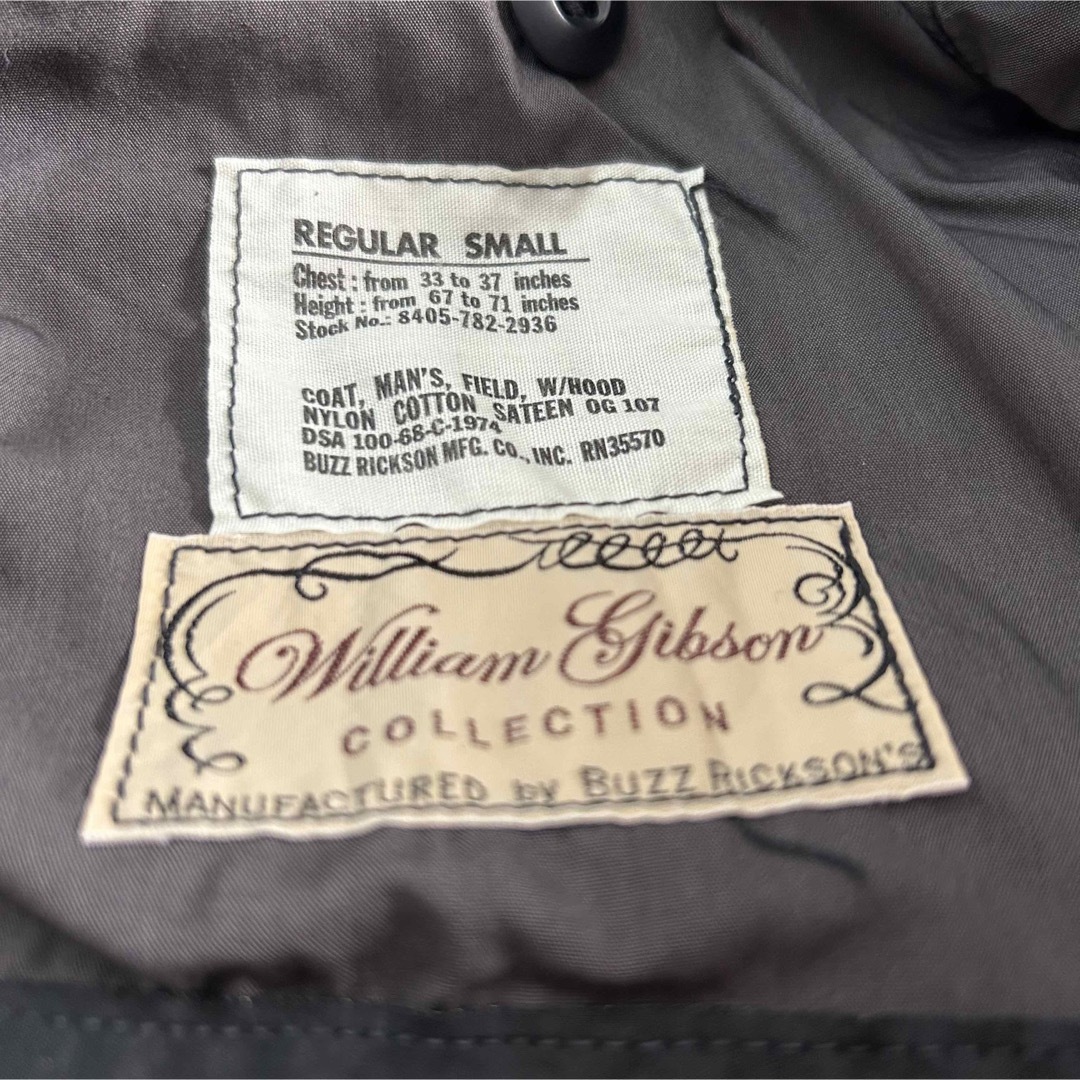 REGULAR SMALL
Chest : from 33 to 37 inches
Height : from 67 to 71 inches
Stock No.: 8405-782-2936
COAT, MAN'S, FIELD, W/HOOD
NYLON COTTON SATEEN OG 107
DSA 100-68-C-1974
BUZZ RICKSON MFG. CO., INC. RN35570
William Gibson
COLLECTION
MANUFACTURED by BUZZ RICKSON'S